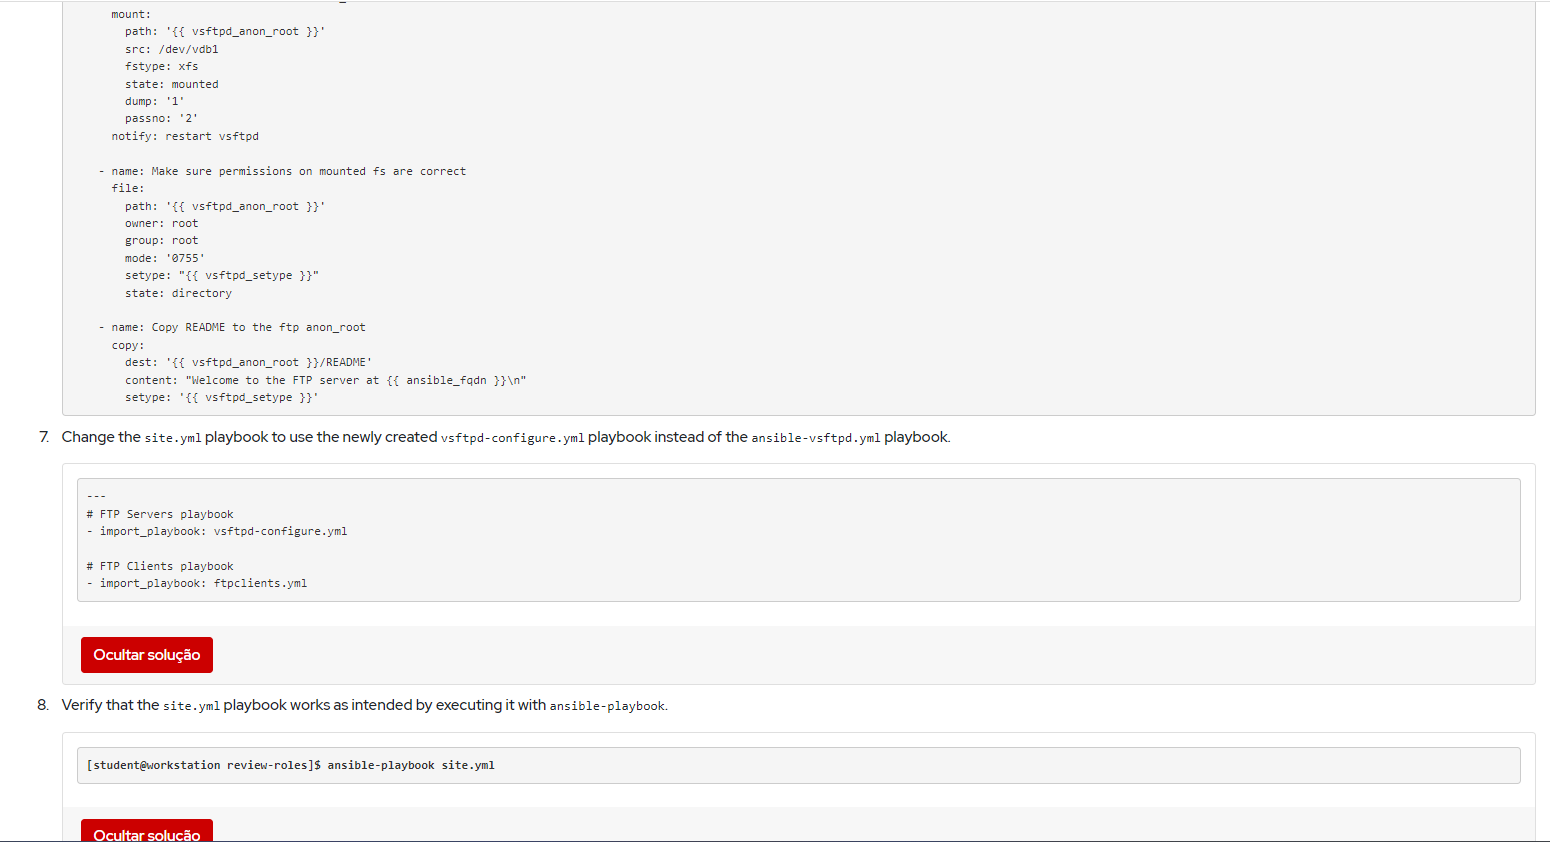 mount:
path: '{{ vsftpd_anon_root }}'
src: /dev/vdb1
fstype: xfs
state: mounted
dump: '1'
passno: '2'
notify: restart vsftpd
- name: Make sure permissions on mounted fs are correct
file:
path: '{{ vsftpd_anon_root }}'
owner: root
group: root
mode: '0755'
setype: "{{ vsftpd_setype }}"
state: directory
- name: Copy README to the ftp anon_root
copy:
dest: '{{ vsftpd_anon_root }}/README'
content: "Welcome to the FTP server at {{ ansible_fqdn }}\n"
setype: '{{ vsftpd_setype }}'
7. Change the site.yml playbook to use the newly created vsftpd-configure.yml playbook instead of the ansible-vsftpd.yml playbook.
---
# FTP Servers playbook
- import_playbook: vsftpd-configure.yml
# FTP Clients playbook
- import_playbook: ftpclients.yml
Ocultar solução
8. Verify that the site.yml playbook works as intended by executing it with ansible-playbook.
[student@workstation review-roles]$ ansible-playbook site.yml
Ocultar solução